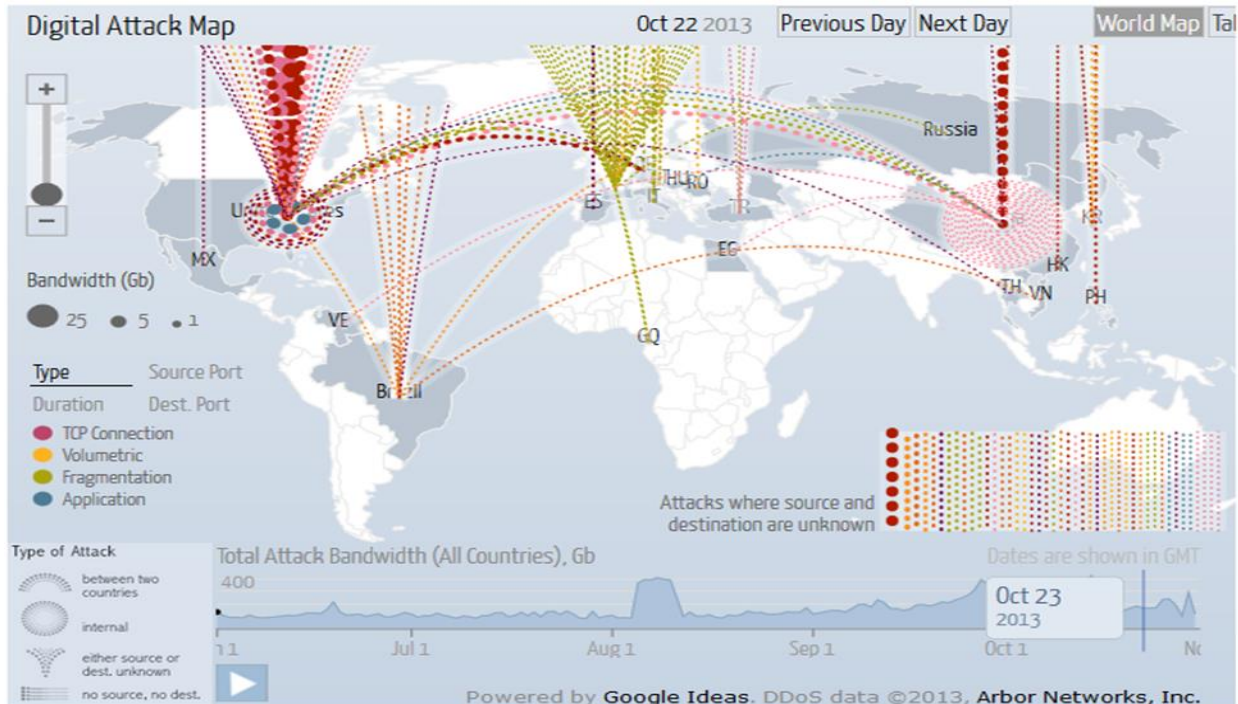 Digital Attack Map
Oct 22 2013
Previous Day
Next Day
World Map
+
−
Russia
HU
RO
ES
IT
TR
KR
MX
EG
HK
TH
VN
PH
VE
GQ
Brazil
Bandwidth (Gb)
25 5 1
Type Source Port
Duration Dest. Port
TCP Connection
Volumetric
Fragmentation
Application
Attacks where source and
destination are unknown
Type of Attack
between two
countries
internal
either source or
dest. unknown
no source, no dest.
Total Attack Bandwidth (All Countries), Gb
Dates are shown in GMT
400
Oct 23
2013
Jul 1 Aug 1 Sep 1 Oct 1
Powered by Google Ideas. DDoS data ©2013, Arbor Networks, Inc.